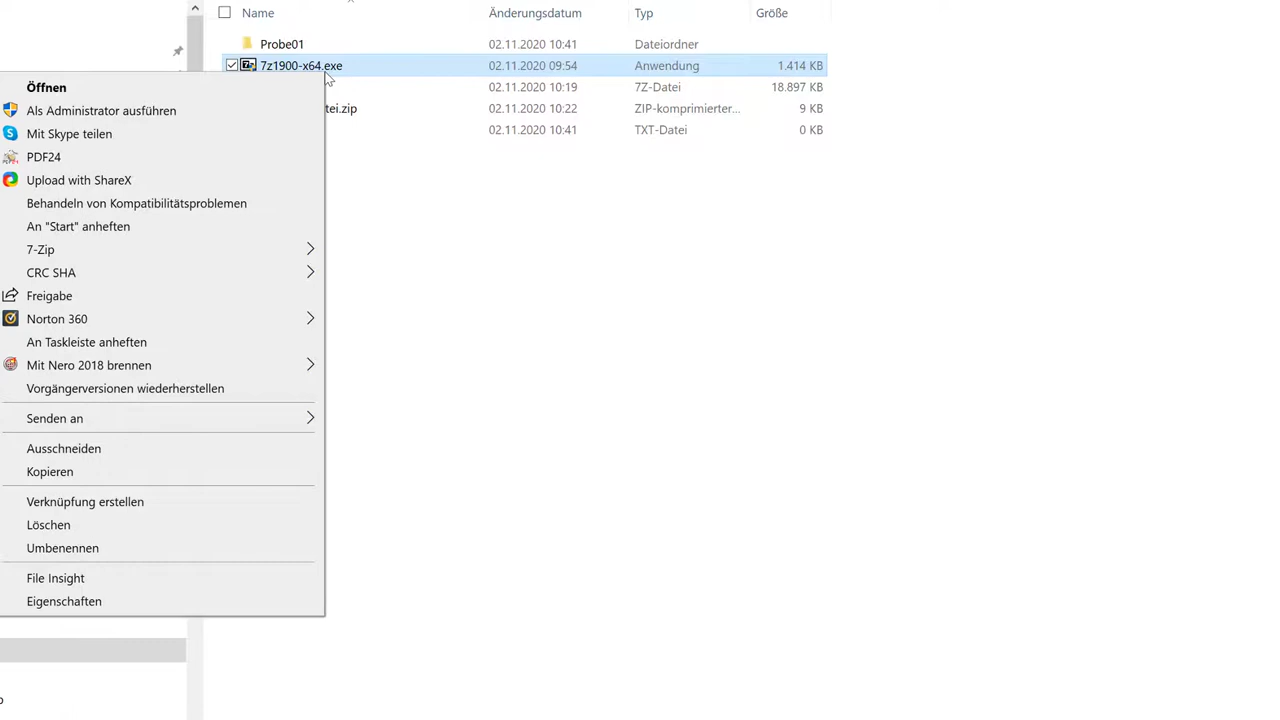 Name Änderungsdatum Typ Größe
Probe01 02.11.2020 10:41 Dateiordner
7z1900-x64.exe 02.11.2020 09:54 Anwendung 1.414 KB
02.11.2020 10:19 7Z-Datei 18.897 KB
tei.zip 02.11.2020 10:22 ZIP-komprimierter... 9 KB
02.11.2020 10:41 TXT-Datei 0 KB
Öffnen
Als Administrator ausführen
Mit Skype teilen
PDF24
Upload with ShareX
Behandeln von Kompatibilitätsproblemen
An "Start" anheften
7-Zip
CRC SHA
Freigabe
Norton 360
An Taskleiste anheften
Mit Nero 2018 brennen
Vorgängerversionen wiederherstellen
Senden an
Ausschneiden
Kopieren
Verknüpfung erstellen
Löschen
Umbenennen
File Insight
Eigenschaften